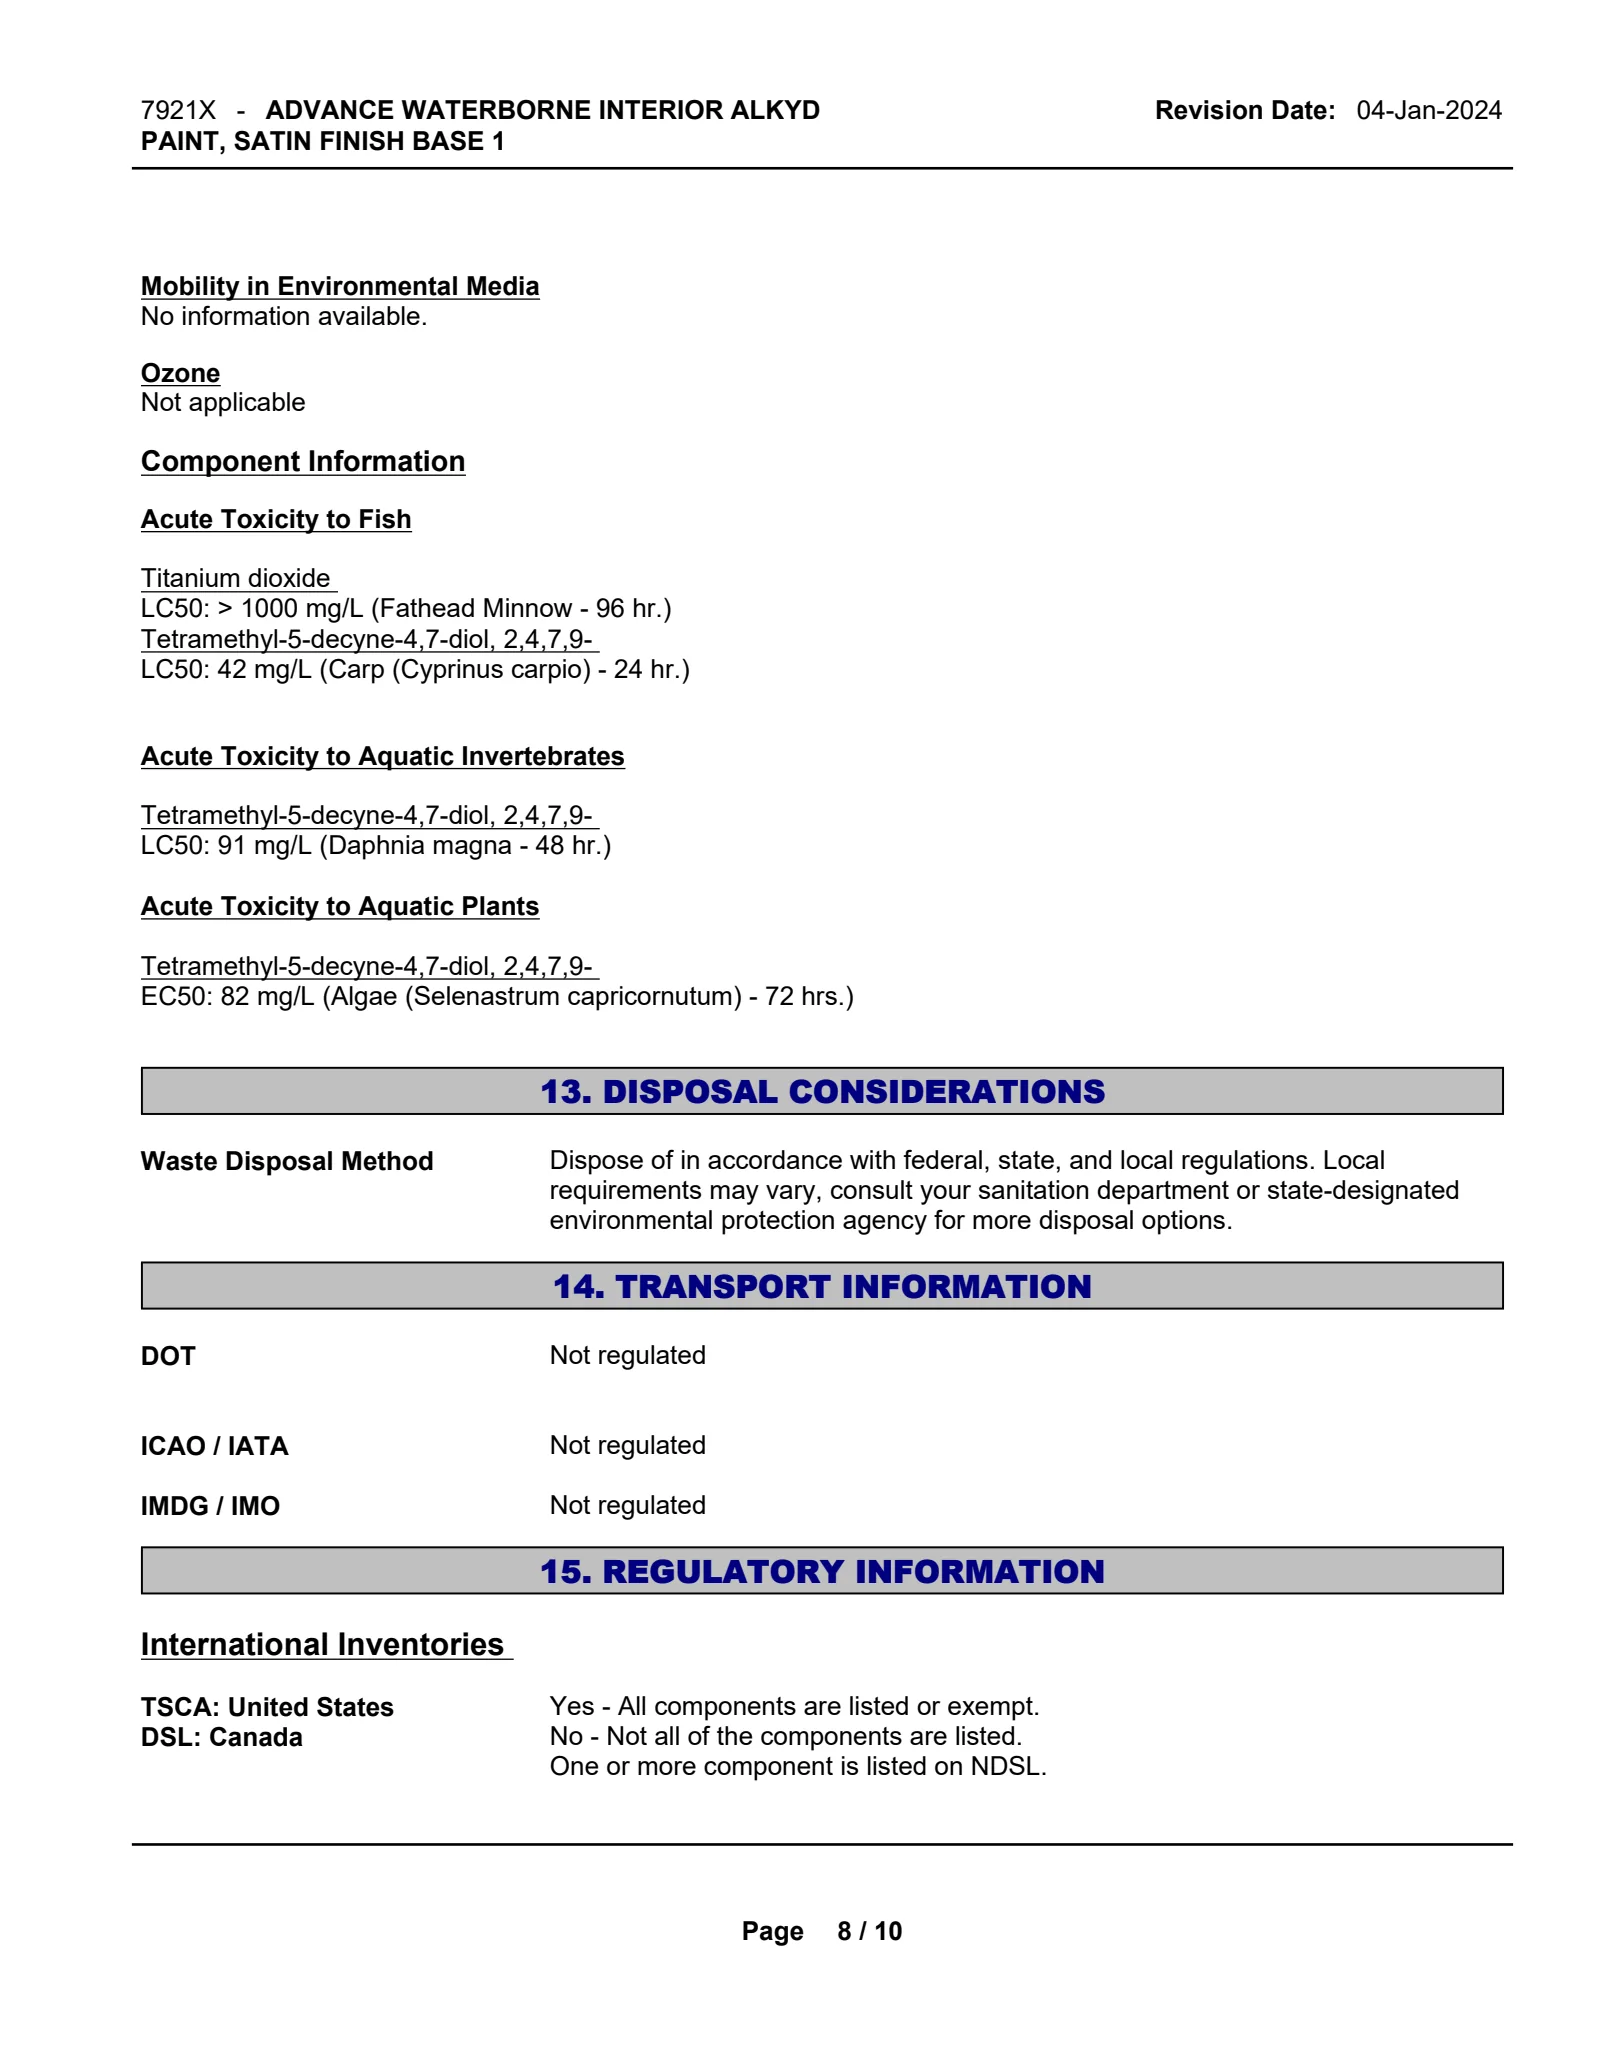 7921X - ADVANCE WATERBORNE INTERIOR ALKYD
PAINT, SATIN FINISH BASE 1
Revision Date: 04-Jan-2024
Mobility in Environmental Media
No information available.
Ozone
Not applicable
Component Information
Acute Toxicity to Fish
Titanium dioxide
LC50: > 1000 mg/L (Fathead Minnow - 96 hr.)
Tetramethyl-5-decyne-4,7-diol, 2,4,7,9-
LC50: 42 mg/L (Carp (Cyprinus carpio) - 24 hr.)
Acute Toxicity to Aquatic Invertebrates
Tetramethyl-5-decyne-4,7-diol, 2,4,7,9-
LC50: 91 mg/L (Daphnia magna - 48 hr.)
Acute Toxicity to Aquatic Plants
Tetramethyl-5-decyne-4,7-diol, 2,4,7,9-
EC50: 82 mg/L (Algae (Selenastrum capricornutum) - 72 hrs.)
13. DISPOSAL CONSIDERATIONS
Waste Disposal Method Dispose of in accordance with federal, state, and local regulations. Local
requirements may vary, consult your sanitation department or state-designated
environmental protection agency for more disposal options.
14. TRANSPORT INFORMATION
DOT Not regulated
ICAO / IATA Not regulated
IMDG / IMO Not regulated
15. REGULATORY INFORMATION
International Inventories
TSCA: United States Yes - All components are listed or exempt.
DSL: Canada No - Not all of the components are listed.
One or more component is listed on NDSL.
Page 8 / 10